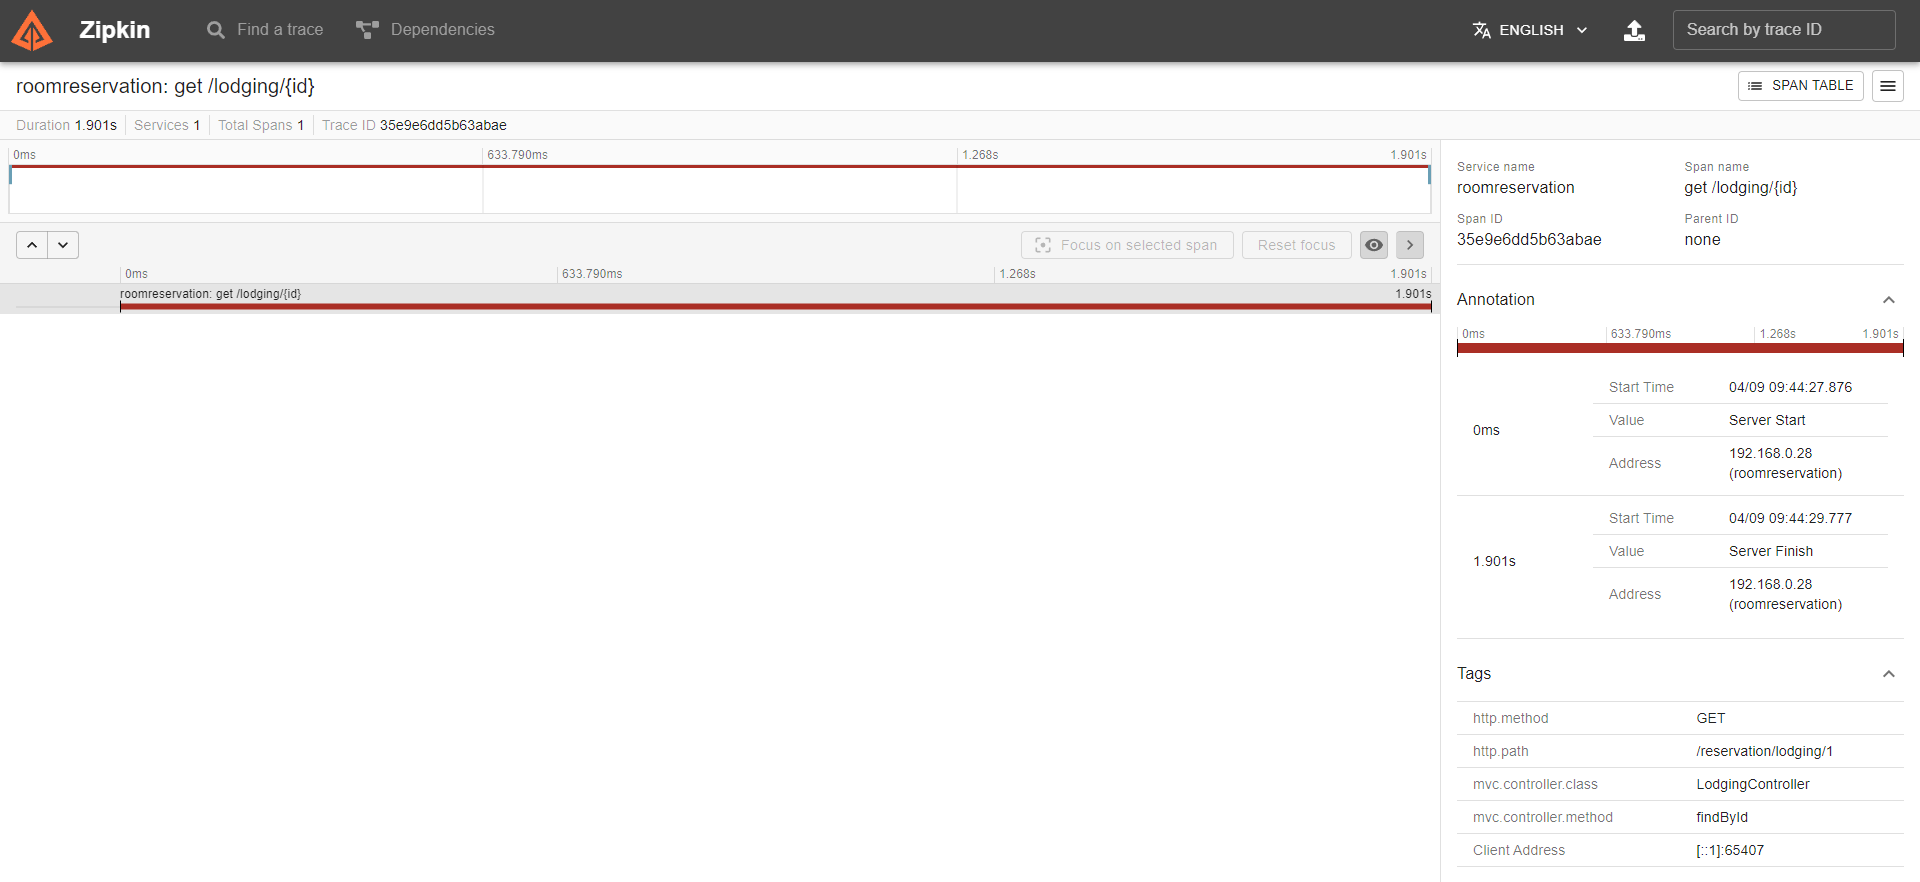 Zipkin
Find a trace
Dependencies
ENGLISH
Search by trace ID
roomreservation: get /lodging/{id}
SPAN TABLE
Duration 1.901s
Services 1
Total Spans 1
Trace ID 35e9e6dd5b63abae
0ms 633.790ms 1.268s 1.901s
Focus on selected span
Reset focus
0ms 633.790ms 1.268s 1.901s
roomreservation: get /lodging/{id} 1.901s
Service name
roomreservation
Span name
get /lodging/{id}
Span ID
35e9e6dd5b63abae
Parent ID
none
Annotation
0ms 633.790ms 1.268s 1.901s
0ms
Start Time 04/09 09:44:27.876
Value Server Start
Address 192.168.0.28
(roomreservation)
1.901s
Start Time 04/09 09:44:29.777
Value Server Finish
Address 192.168.0.28
(roomreservation)
Tags
http.method GET
http.path /reservation/lodging/1
mvc.controller.class LodgingController
mvc.controller.method findById
Client Address [::1]:65407